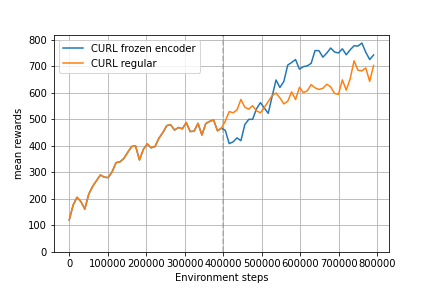 CURL frozen encoder
CURL regular
mean rewards
800
700
600
500
400
300
200
100
0
0 100000 200000 300000 400000 500000 600000 700000 800000
Environment steps